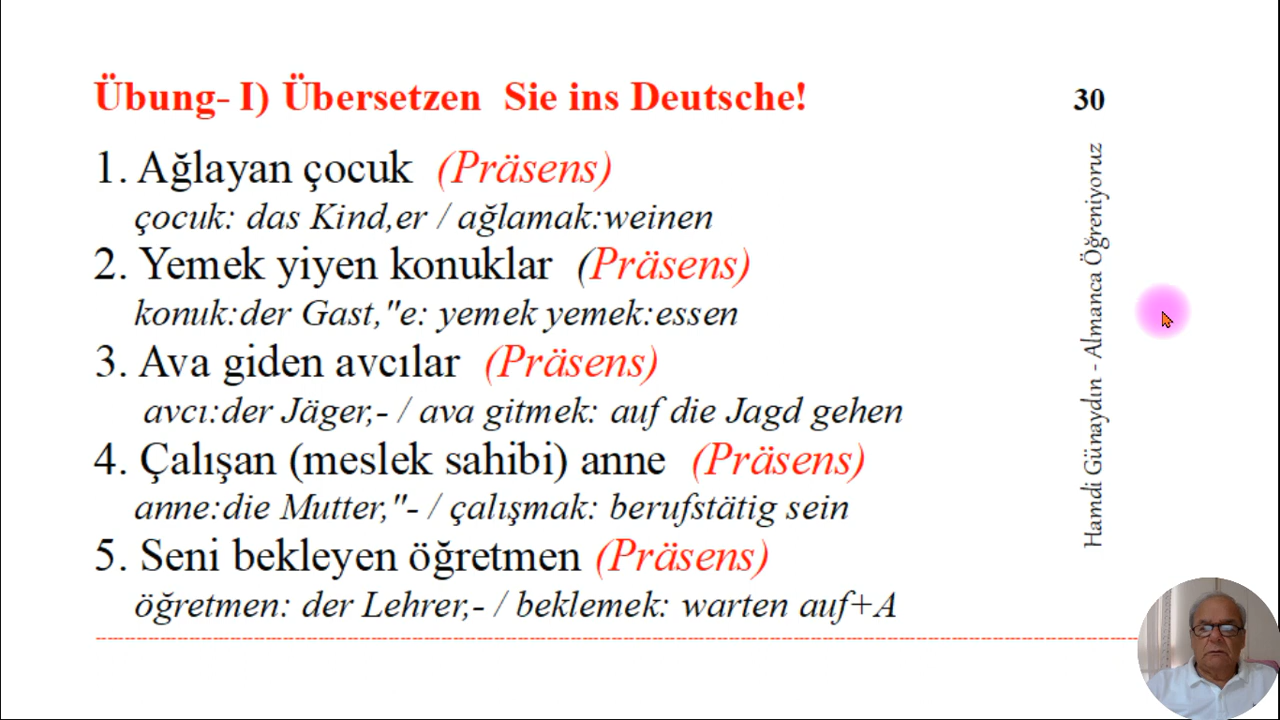 Übung- I) Übersetzen Sie ins Deutsche!
30
1. Ağlayan çocuk (Präsens)
çocuk: das Kind,er / ağlamak:weinen
2. Yemek yiyen konuklar (Präsens)
konuk:der Gast,"e: yemek yemek:essen
3. Ava giden avcılar (Präsens)
avcı:der Jäger,- / ava gitmek: auf die Jagd gehen
4. Çalışan (meslek sahibi) anne (Präsens)
anne:die Mutter,"- / çalışmak: berufstätig sein
5. Seni bekleyen öğretmen (Präsens)
öğretmen: der Lehrer,- / beklemek: warten auf+A
Hamdi Günaydın - Almanca Öğreniyoruz